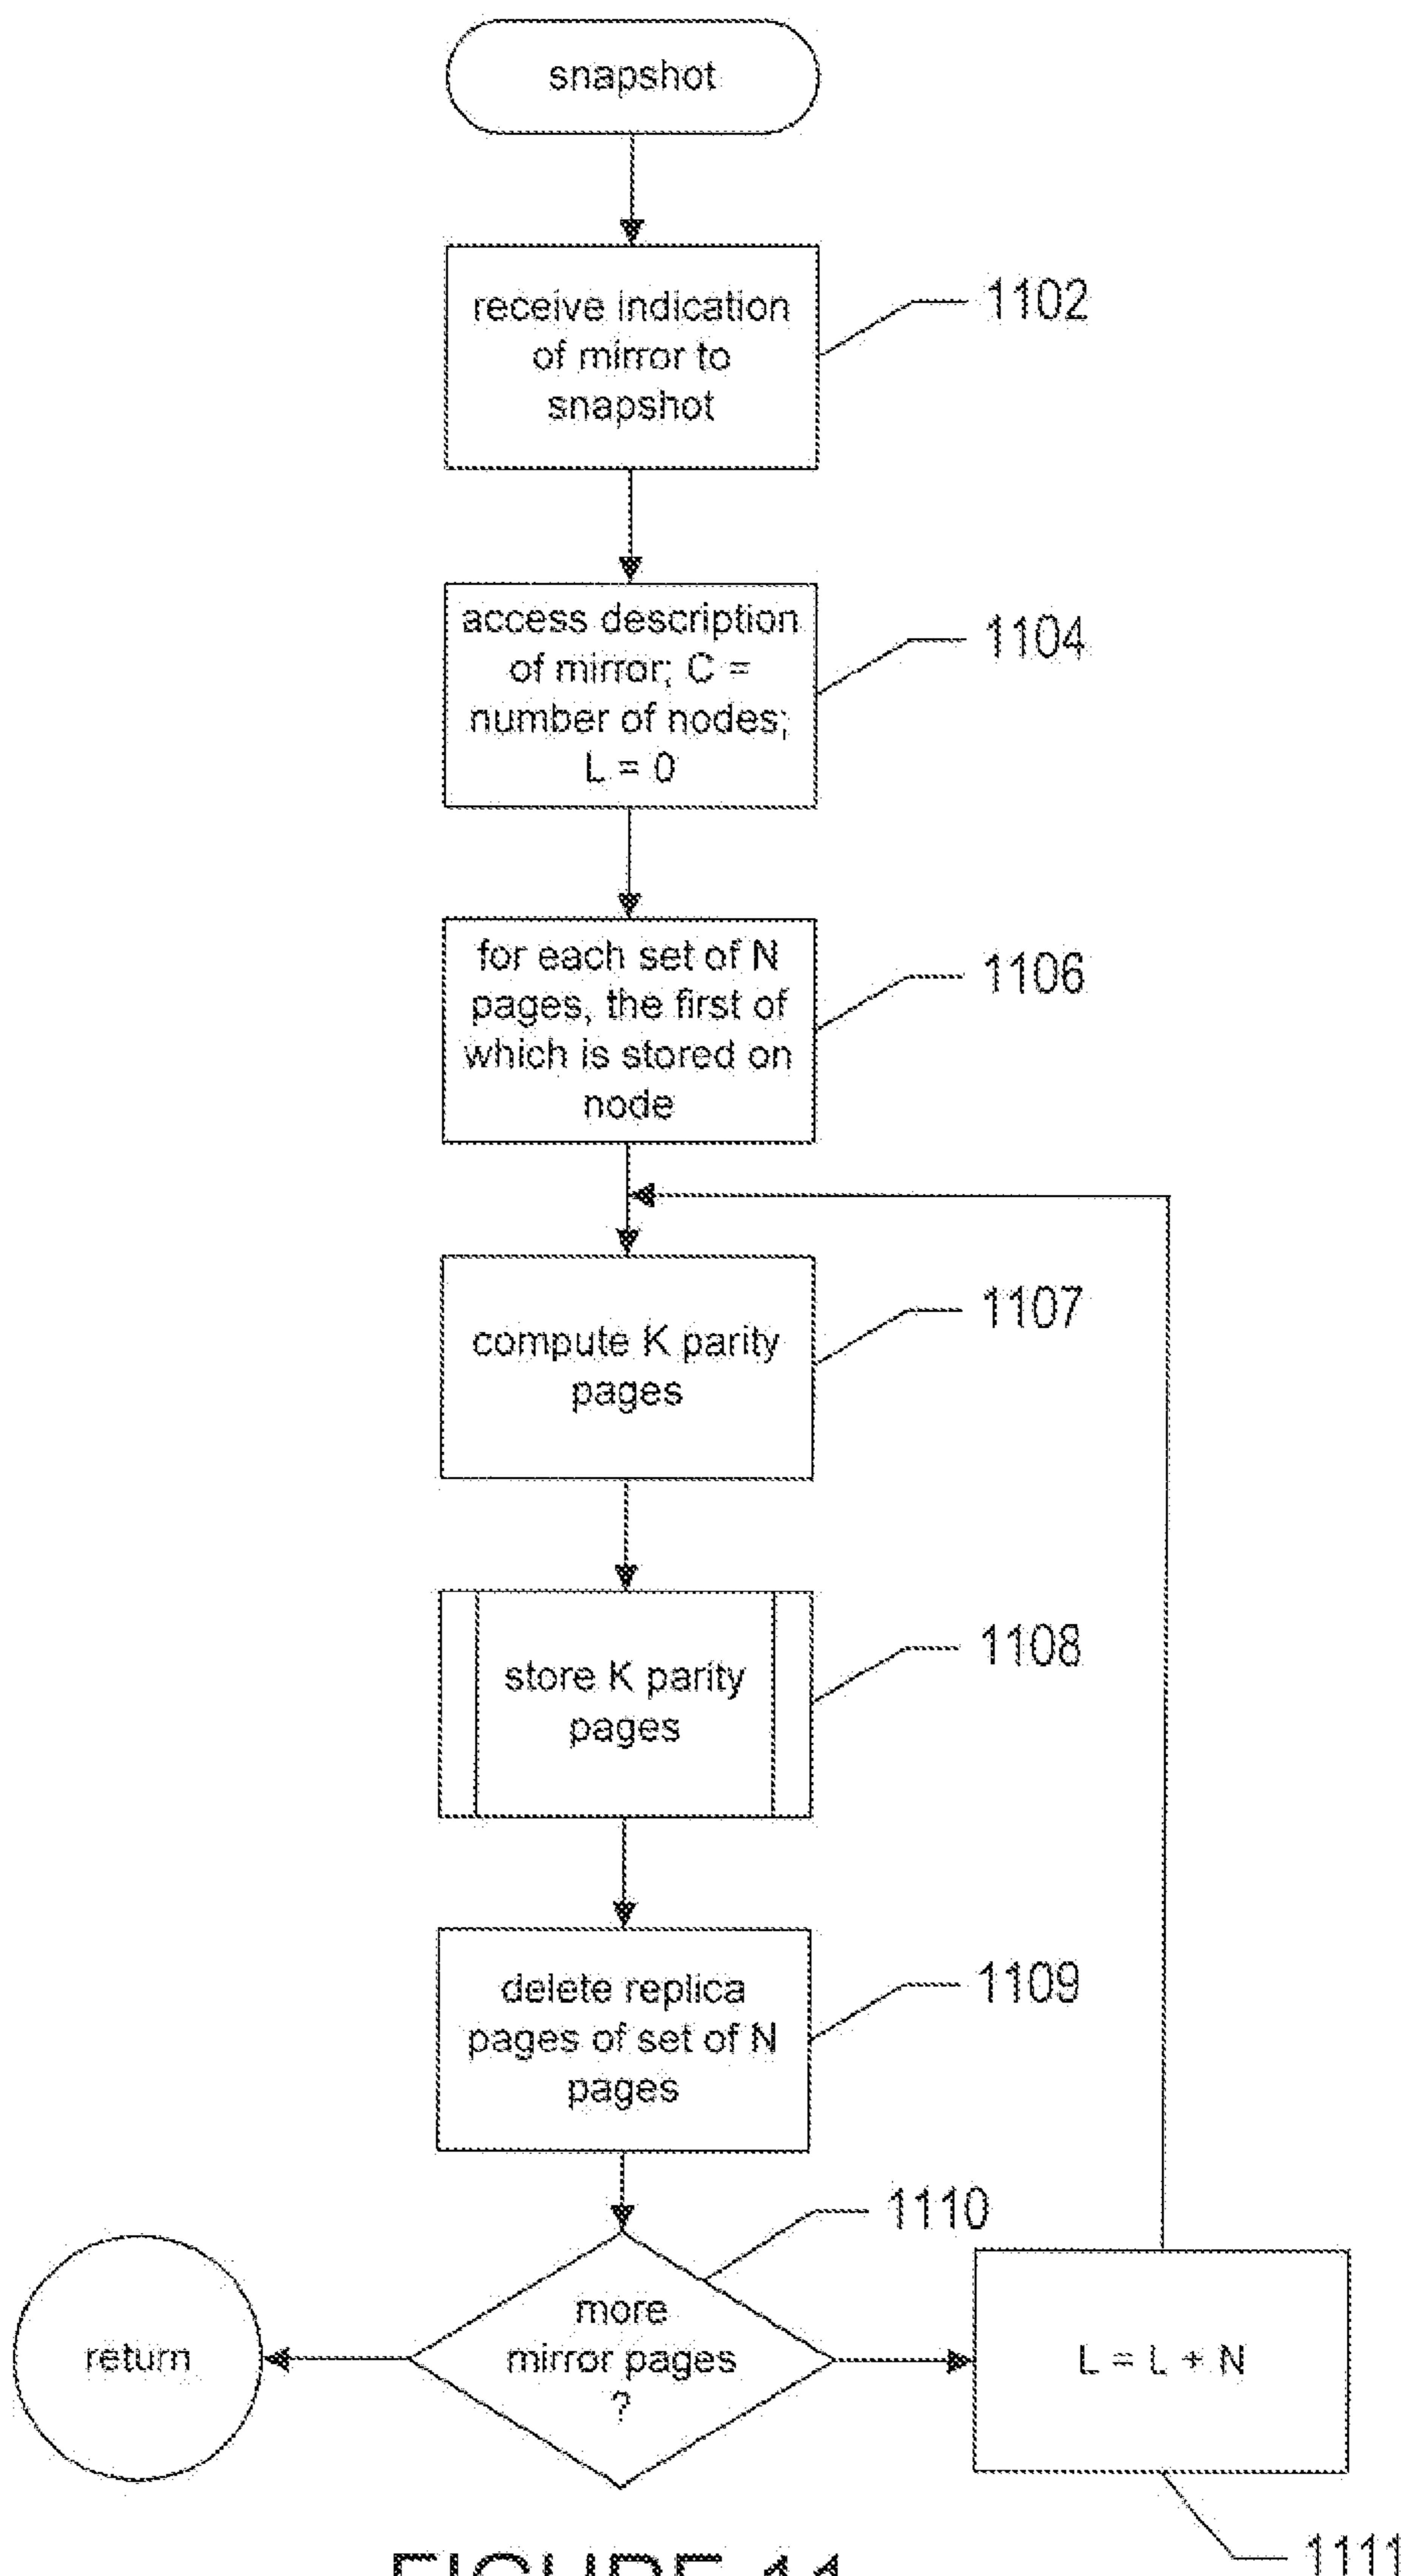 snapshot
receive indication
of mirror to
snapshot
1102
access description
of mirror; C =
number of nodes;
L = 0
1104
for each set of N
pages, the first of
which is stored on
node
1106
compute K parity
pages
1107
store K parity
pages
1108
delete replica
pages of set of N
pages
1109
more
mirror pages
?
1110
return
L = L + N
1111
FIGURE 11